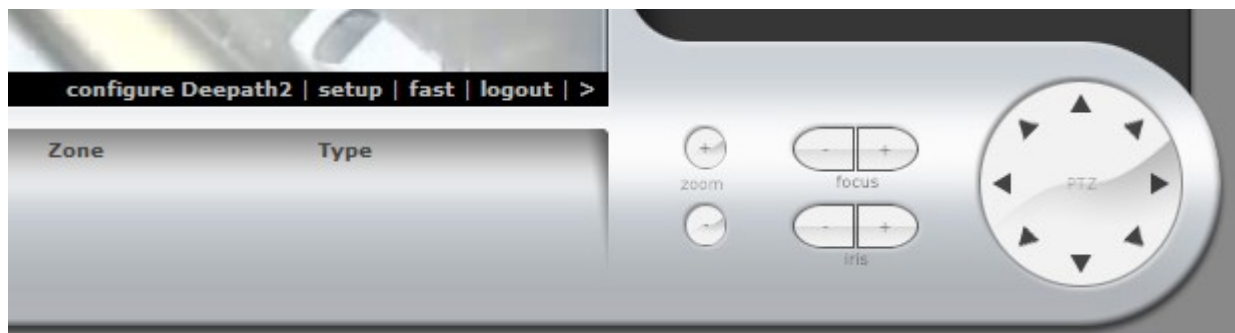 configure Deepath2 | setup | fast | logout | >
Zone Type
+
zoom
-
- +
focus
- +
iris
PTZ